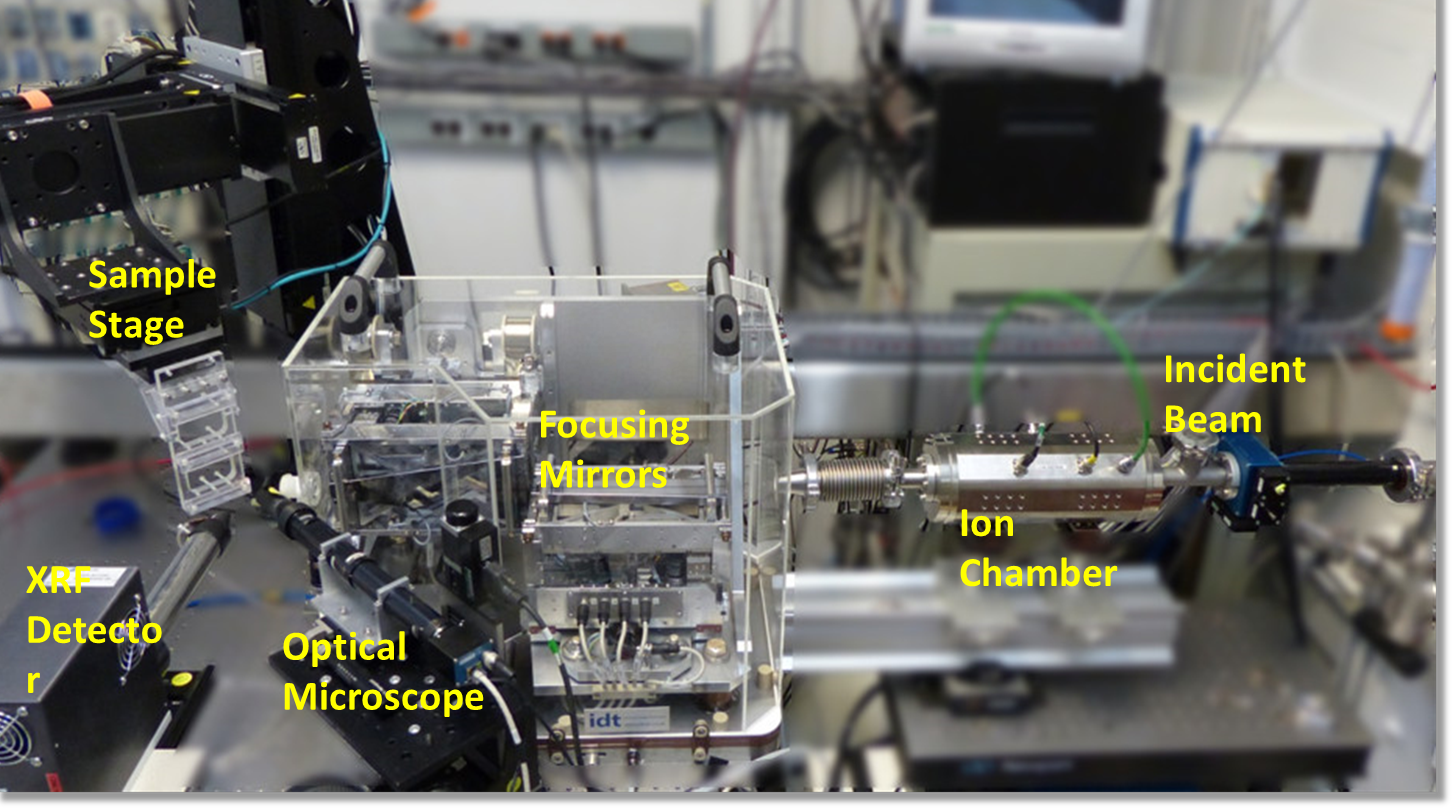 Sample
Stage
Focusing
Mirrors
Incident
Beam
Ion
Chamber
XRF
Detecto
r
Optical
Microscope
idt